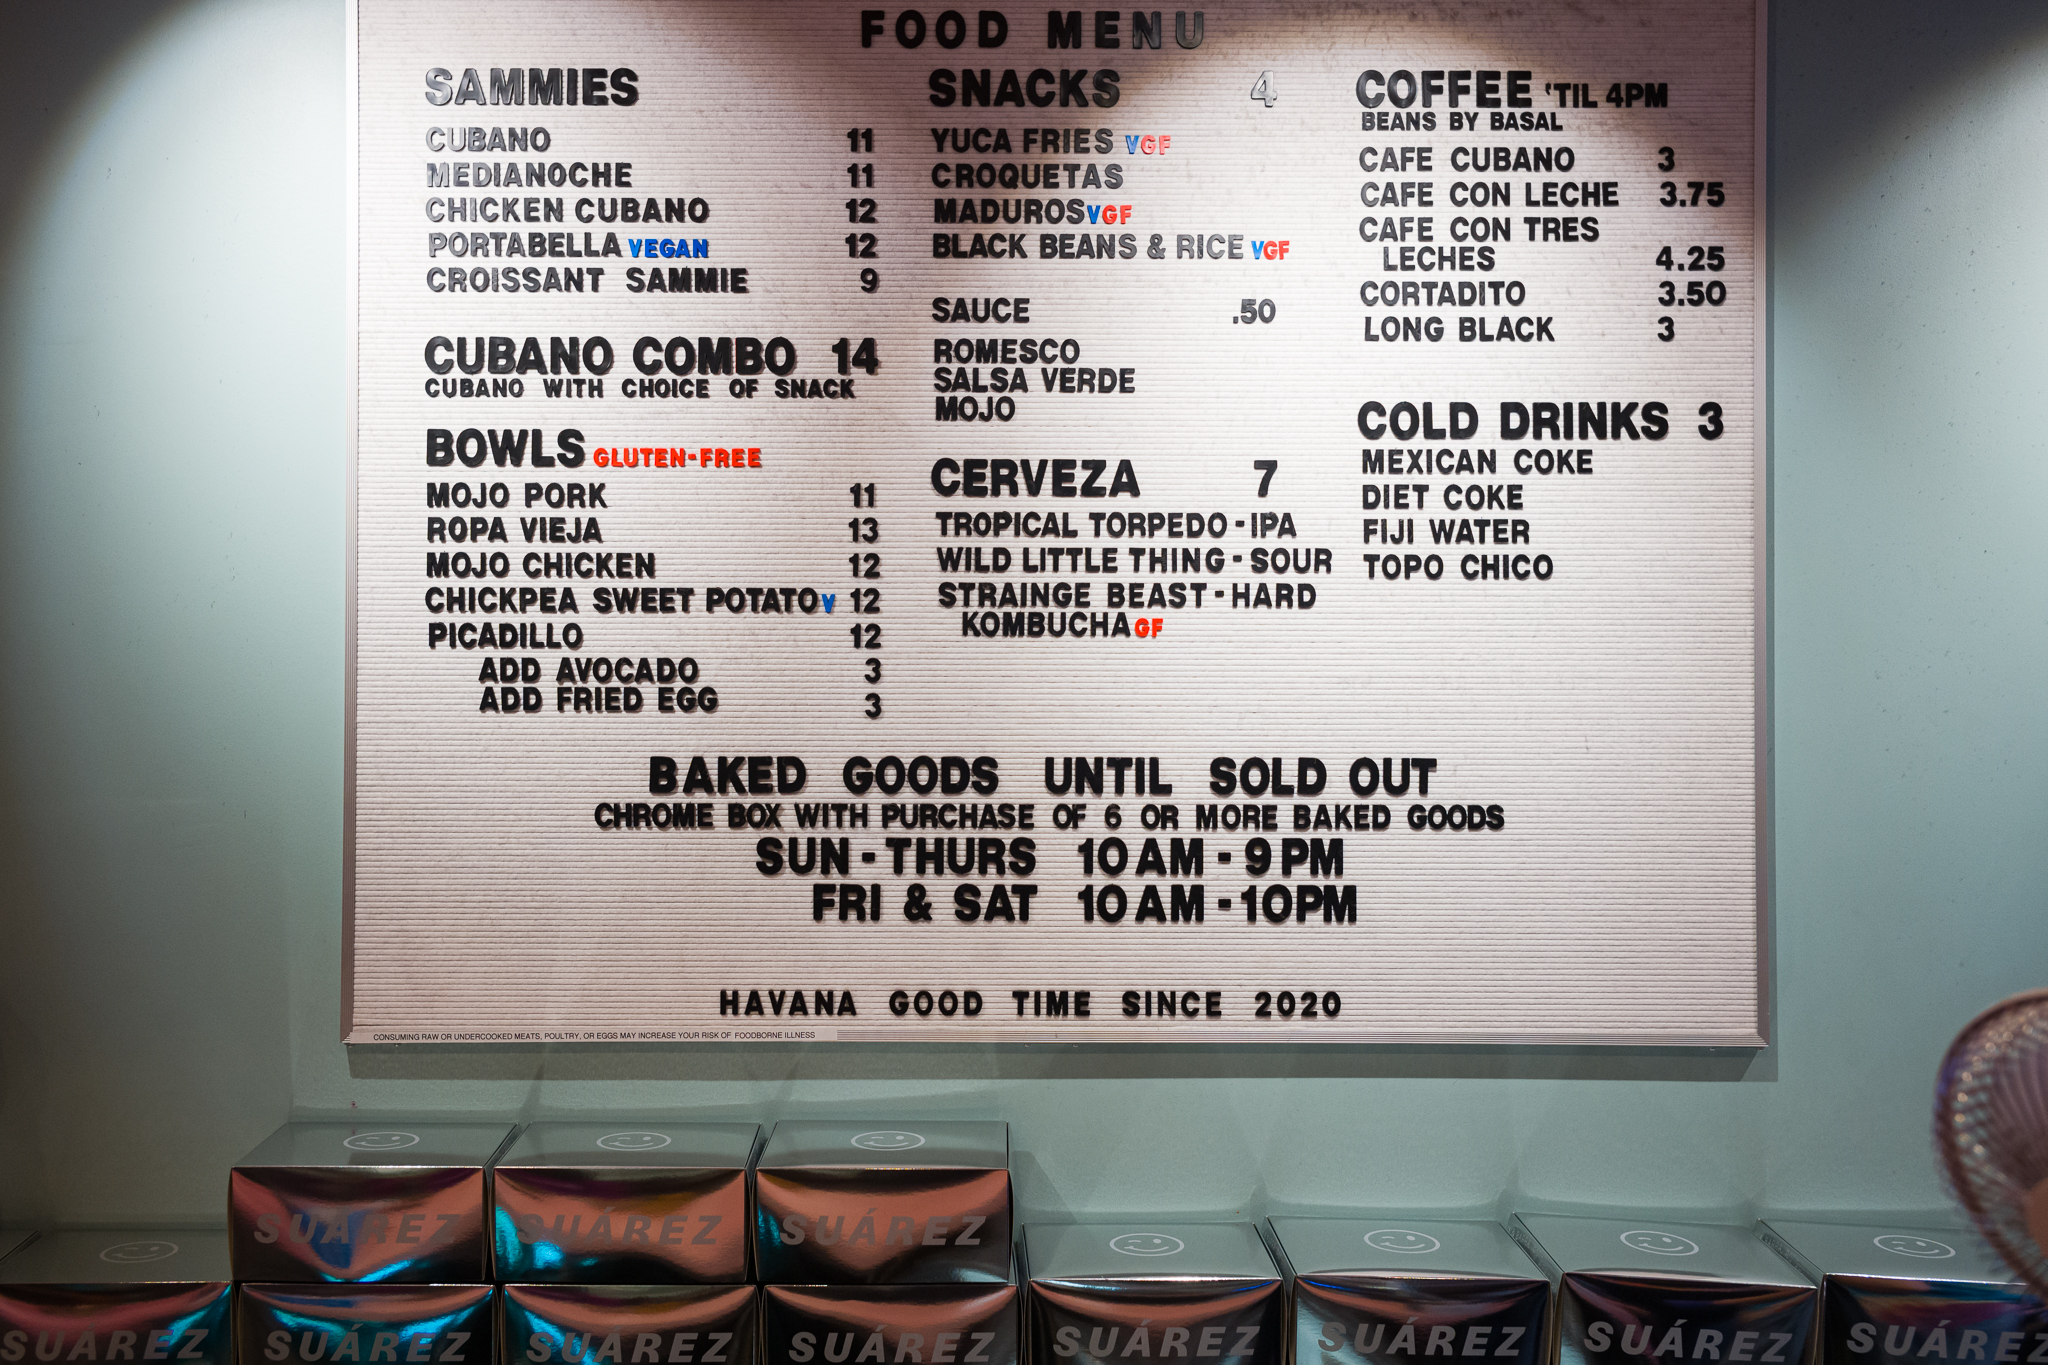 FOOD MENU
SAMMIES
CUBANO 11
MEDIANOCHE 11
CHICKEN CUBANO 12
PORTABELLA VEGAN 12
CROISSANT SAMMIE 9
CUBANO COMBO 14
CUBANO WITH CHOICE OF SNACK
BOWLS GLUTEN-FREE
MOJO PORK 11
ROPA VIEJA 13
MOJO CHICKEN 12
CHICKPEA SWEET POTATO V 12
PICADILLO 12
ADD AVOCADO 3
ADD FRIED EGG 3
SNACKS 4
YUCA FRIES VGF
CROQUETAS
MADUROS VGF
BLACK BEANS & RICE VGF
SAUCE .50
ROMESCO
SALSA VERDE
MOJO
CERVEZA 7
TROPICAL TORPEDO - IPA
WILD LITTLE THING - SOUR
STRAINGE BEAST - HARD
KOMBUCHA GF
COFFEE 'TIL 4PM
BEANS BY BASAL
CAFE CUBANO 3
CAFE CON LECHE 3.75
CAFE CON TRES
LECHES 4.25
CORTADITO 3.50
LONG BLACK 3
COLD DRINKS 3
MEXICAN COKE
DIET COKE
FIJI WATER
TOPO CHICO
BAKED GOODS UNTIL SOLD OUT
CHROME BOX WITH PURCHASE OF 6 OR MORE BAKED GOODS
SUN - THURS 10 AM - 9 PM
FRI & SAT 10 AM - 10PM
HAVANA GOOD TIME SINCE 2020
CONSUMING RAW OR UNDERCOOKED MEATS, POULTRY, OR EGGS MAY INCREASE YOUR RISK OF FOODBORNE ILLNESS
SUÁREZ SUÁREZ SUÁREZ
SUÁREZ SUÁREZ SUÁREZ SUÁREZ SUÁREZ SUÁREZ SUÁREZ SUÁREZ